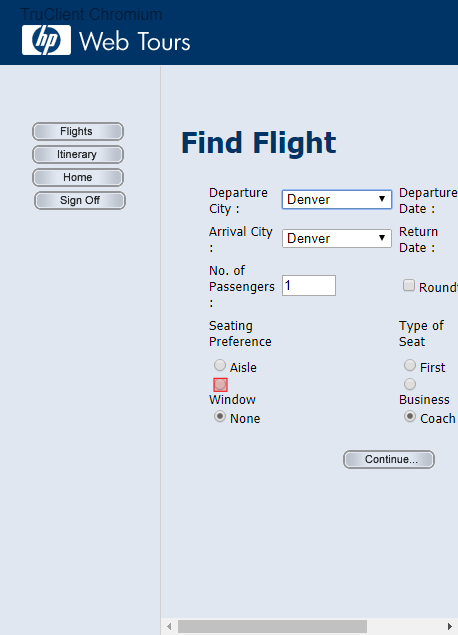 TruClient Chromium
hp Web Tours
Flights
Itinerary
Home
Sign Off
Find Flight
Departure City : Denver Departure Date :
Arrival City : Denver Return Date :
No. of Passengers : 1 Round
Seating Preference Type of Seat
Aisle First
Window Business
None Coach
Continue...